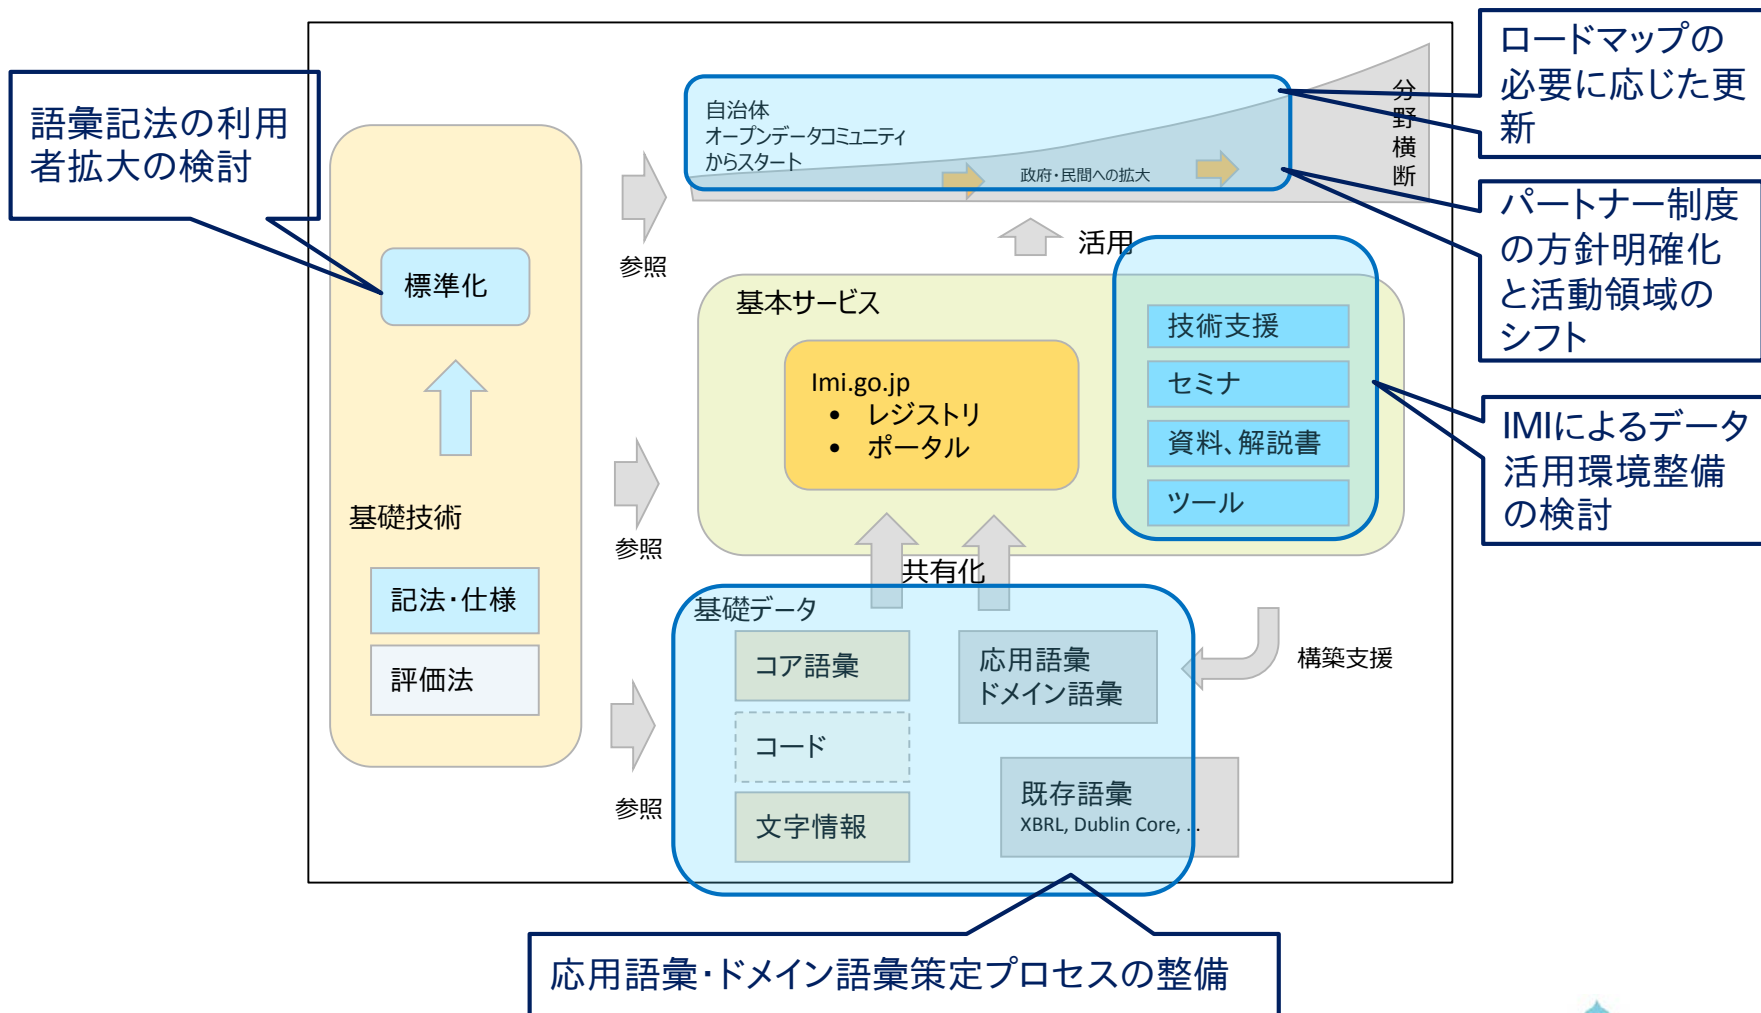 語彙記法の利用
者拡大の検討
標準化
基礎技術
記法・仕様
評価法
参照
参照
参照
自治体
オープンデータコミュニティ
からスタート
政府・民間への拡大
分野横断
活用
基本サービス
Imi.go.jp
• レジストリ
• ポータル
技術支援
セミナ
資料、解説書
ツール
共有化
基礎データ
コア語彙
コード
文字情報
応用語彙
ドメイン語彙
既存語彙
XBRL, Dublin Core, ..
構築支援
ロードマップの
必要に応じた更
新
パートナー制度
の方針明確化
と活動領域の
シフト
IMIによるデータ
活用環境整備
の検討
応用語彙・ドメイン語彙策定プロセスの整備